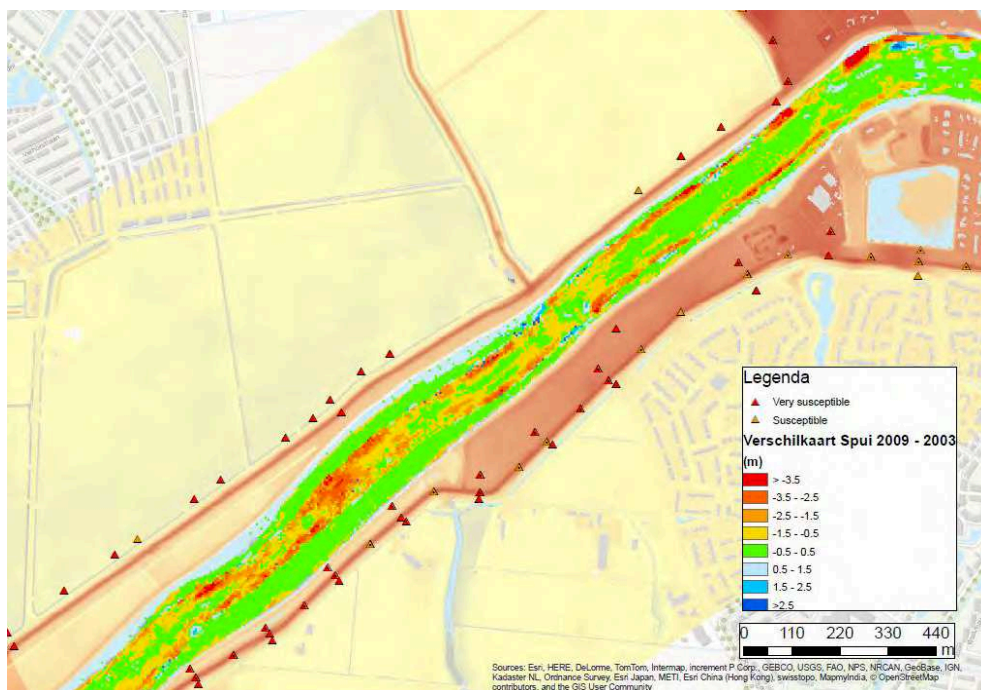 Legenda
Very susceptible
Susceptible
Verschilkaart Spui 2009 - 2003
(m)
> -3.5
-3.5 - -2.5
-2.5 - -1.5
-1.5 - -0.5
-0.5 - 0.5
0.5 - 1.5
1.5 - 2.5
>2.5
0 110 220 330 440
m
Sources: Esri, HERE, DeLorme, TomTom, Intermap, increment P Corp., GEBCO, USGS, FAO, NPS, NRCAN, GeoBase, IGN,
Kadaster NL, Ordnance Survey, Esri Japan, METI, Esri China (Hong Kong), swisstopo, MapmyIndia, © OpenStreetMap
contributors, and the GIS User Community